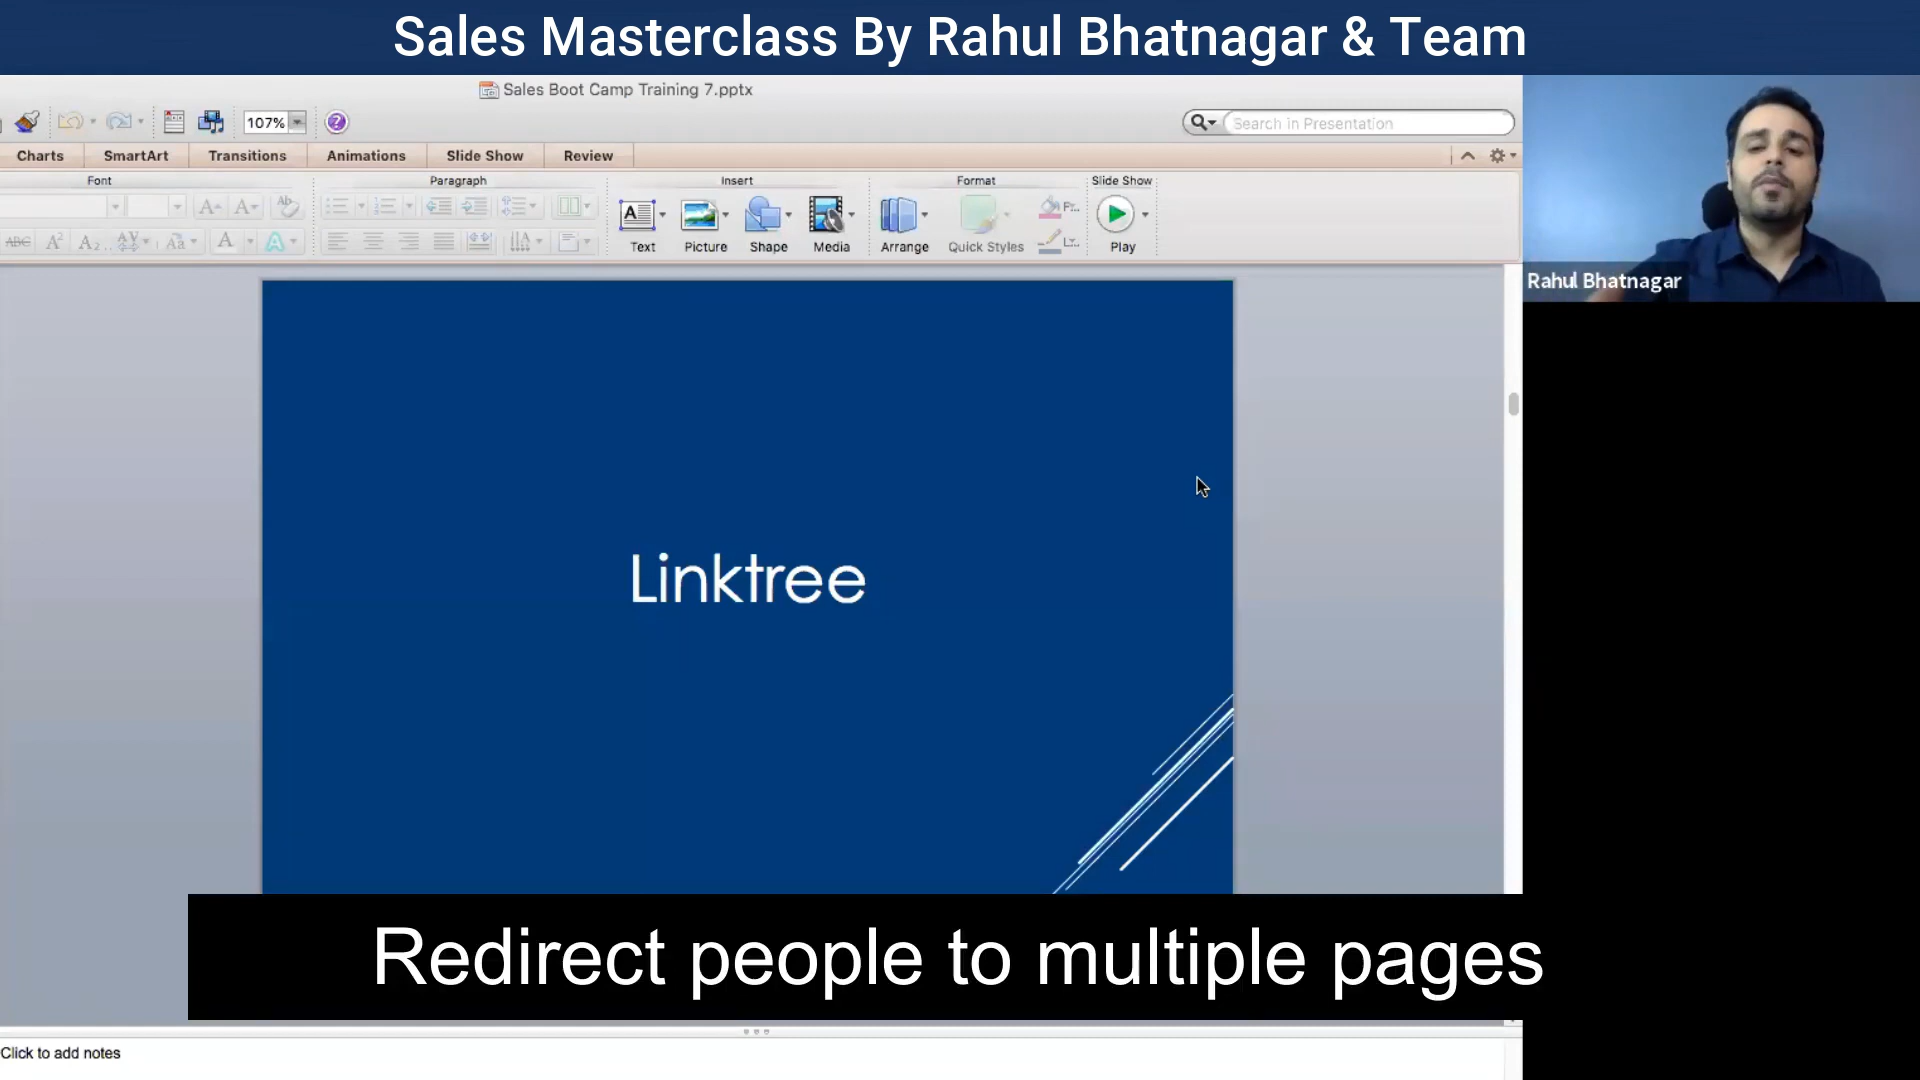 Sales Masterclass By Rahul Bhatnagar & Team
Sales Boot Camp Training 7.pptx
107%
Search in Presentation
Charts SmartArt Transitions Animations Slide Show Review
Font Paragraph Insert Format Slide Show
Text Picture Shape Media Arrange Quick Styles Play
Rahul Bhatnagar
Linktree
Redirect people to multiple pages
Click to add notes